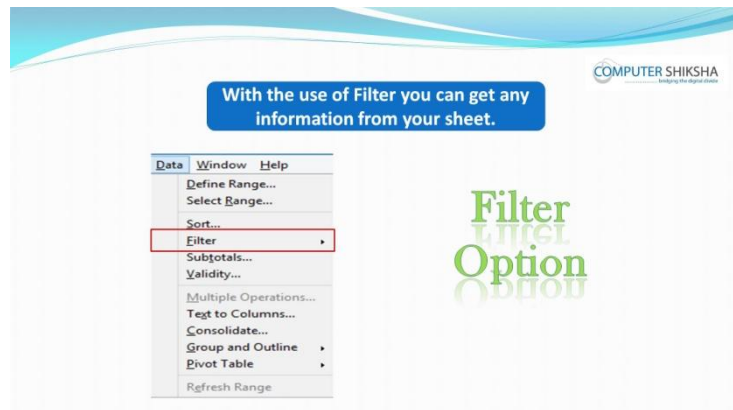 COMPUTER SHIKSHA
bridging the digital divide
With the use of Filter you can get any
information from your sheet.
Data Window Help
Define Range...
Select Range...
Sort...
Filter
Subtotals...
Validity...
Multiple Operations...
Text to Columns...
Consolidate...
Group and Outline
Pivot Table
Refresh Range
Filter
Option